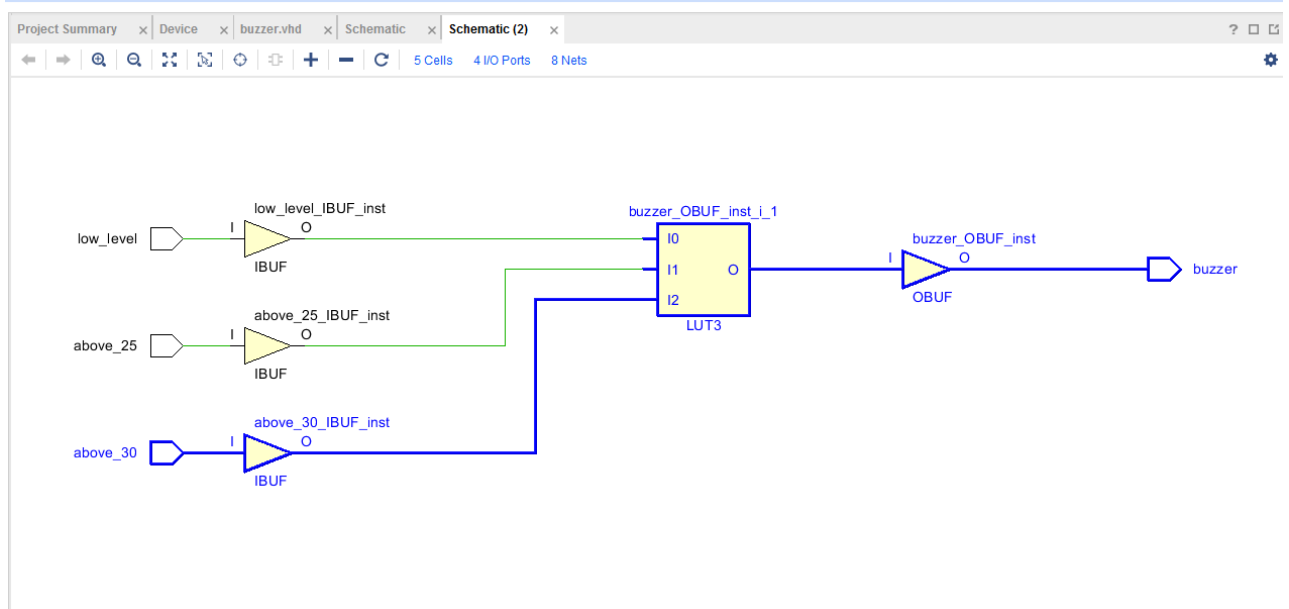 Project Summary × Device × buzzer.vhd × Schematic × Schematic (2) × ?
5 Cells 4 I/O Ports 8 Nets
low_level_IBUF_inst
I O
low_level
IBUF
above_25_IBUF_inst
I O
above_25
IBUF
above_30_IBUF_inst
I O
above_30
IBUF
buzzer_OBUF_inst_i_1
I0
I1 O
I2
LUT3
buzzer_OBUF_inst
I O
OBUF
buzzer